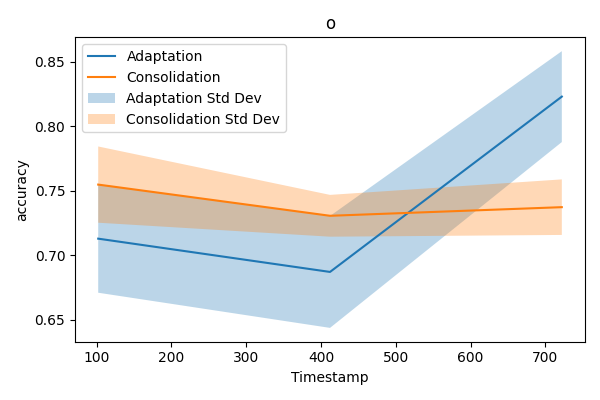 o
accuracy
0.85
0.80
0.75
0.70
0.65
Adaptation
Consolidation
Adaptation Std Dev
Consolidation Std Dev
100
200
300
400
500
600
700
Timestamp